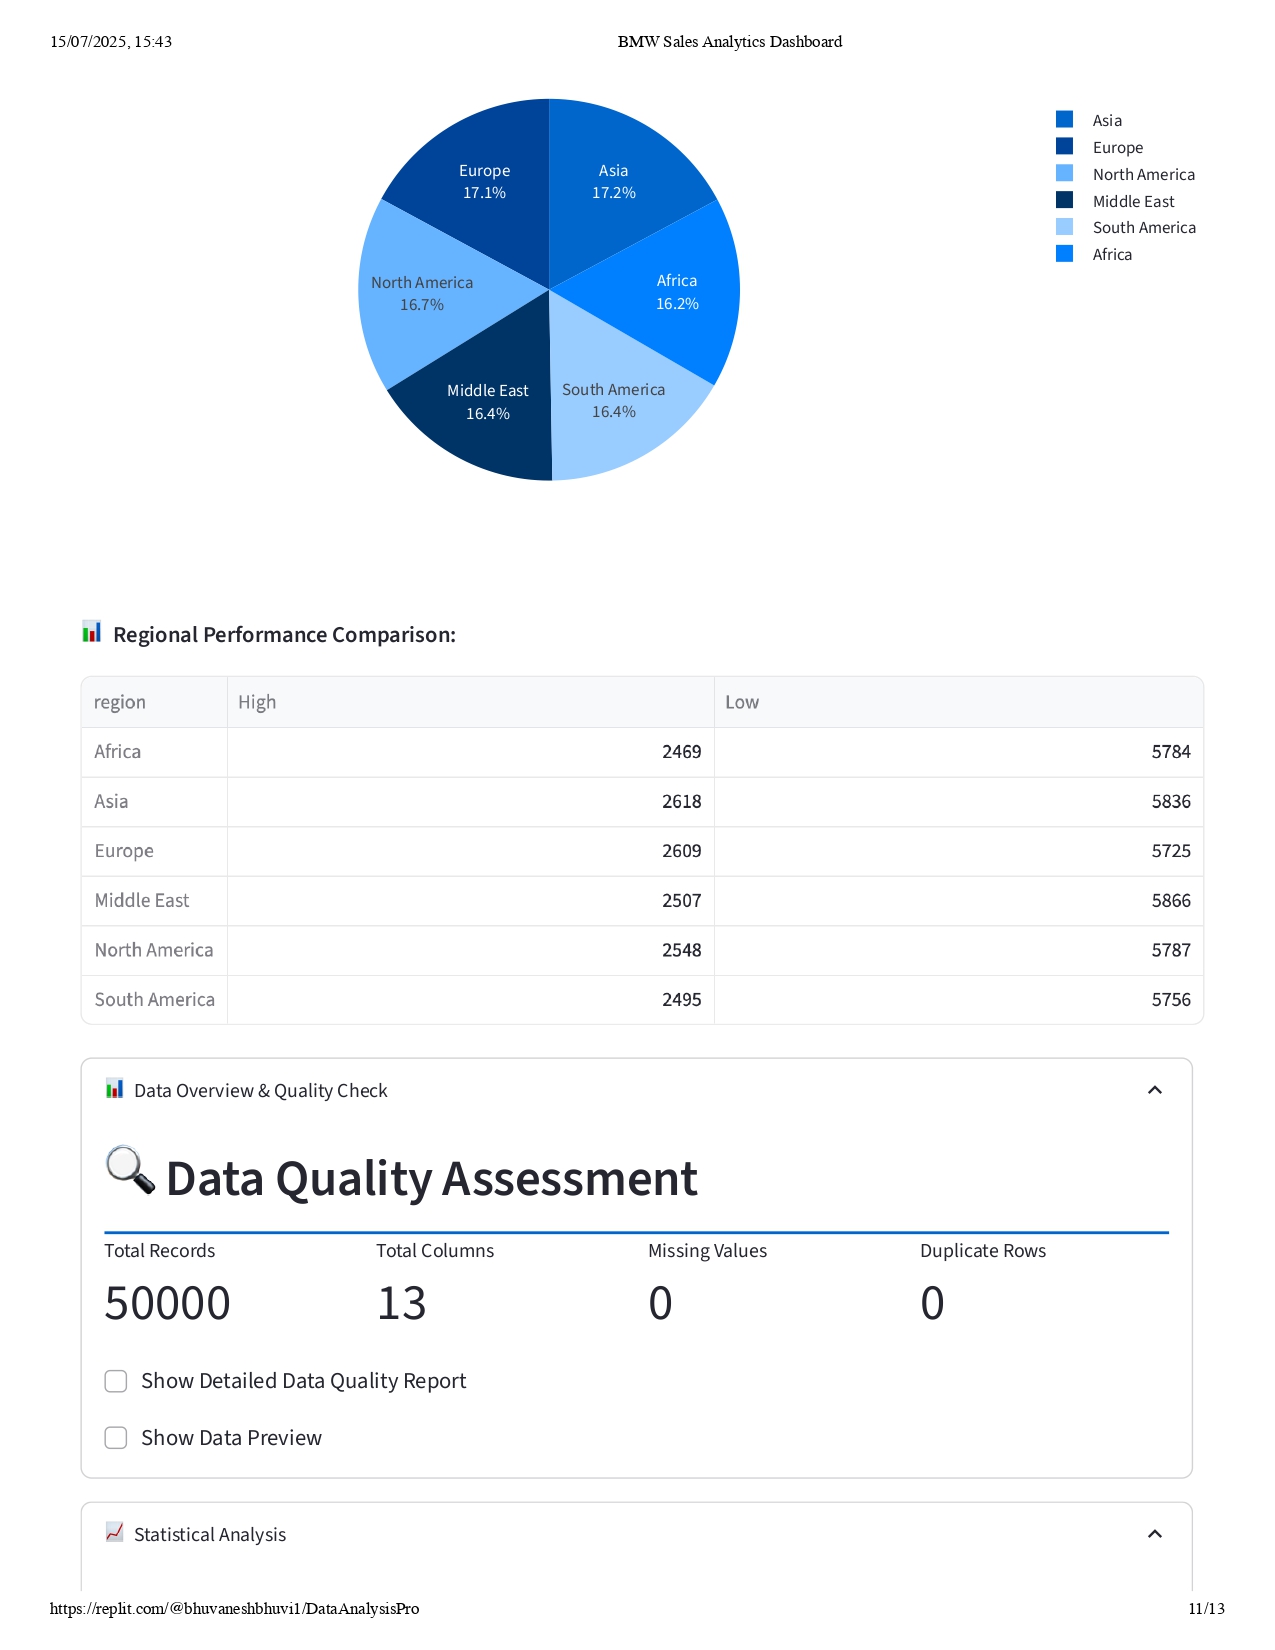 15/07/2025, 15:43
BMW Sales Analytics Dashboard
Europe
17.1%
Asia
17.2%
North America
16.7%
Africa
16.2%
Middle East
16.4%
South America
16.4%
Asia
Europe
North America
Middle East
South America
Africa
Regional Performance Comparison:
region High Low
Africa 2469 5784
Asia 2618 5836
Europe 2609 5725
Middle East 2507 5866
North America 2548 5787
South America 2495 5756
Data Overview & Quality Check
Data Quality Assessment
Total Records Total Columns Missing Values Duplicate Rows
50000 13 0 0
Show Detailed Data Quality Report
Show Data Preview
Statistical Analysis
https://replit.com/@bhuvaneshbhuvi1/DataAnalysisPro
11/13